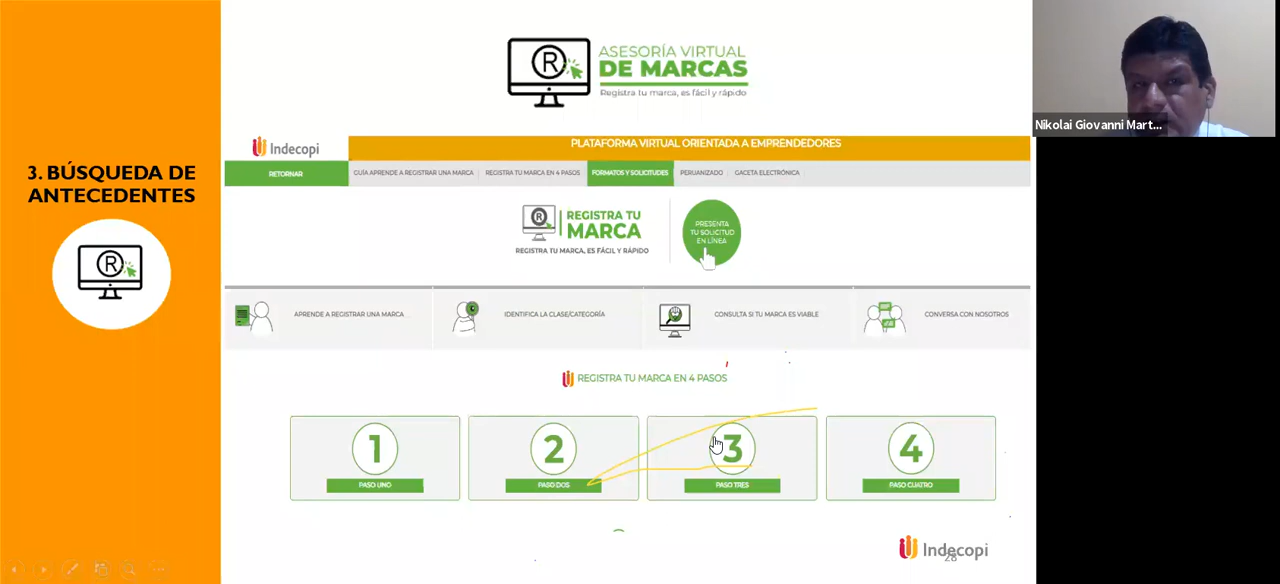 3. BÚSQUEDA DE
ANTECEDENTES
R
R
ASESORÍA VIRTUAL
DE MARCAS
Registra tu marca, es fácil y rápido
Indecopi
PLATAFORMA VIRTUAL ORIENTADA A EMPRENDEDORES
RETORNAR
GUÍA APRENDE A REGISTRAR UNA MARCA
REGISTRA TU MARCA EN 4 PASOS
FORMATOS Y SOLICITUDES
PERUANIZADO
GACETA ELECTRÓNICA
R
REGISTRA TU
MARCA
REGISTRA TU MARCA, ES FÁCIL Y RÁPIDO
PRESENTA
TU SOLICITUD
EN LÍNEA
APRENDE A REGISTRAR UNA MARCA ...
IDENTIFICA LA CLASE/CATEGORÍA
CONSULTA SI TU MARCA ES VIABLE
CONVERSA CON NOSOTROS
REGISTRA TU MARCA EN 4 PASOS
1
PASO UNO
2
PASO DOS
3
PASO TRES
4
PASO CUATRO
Indecopi
28
Nikolai Giovanni Mart...